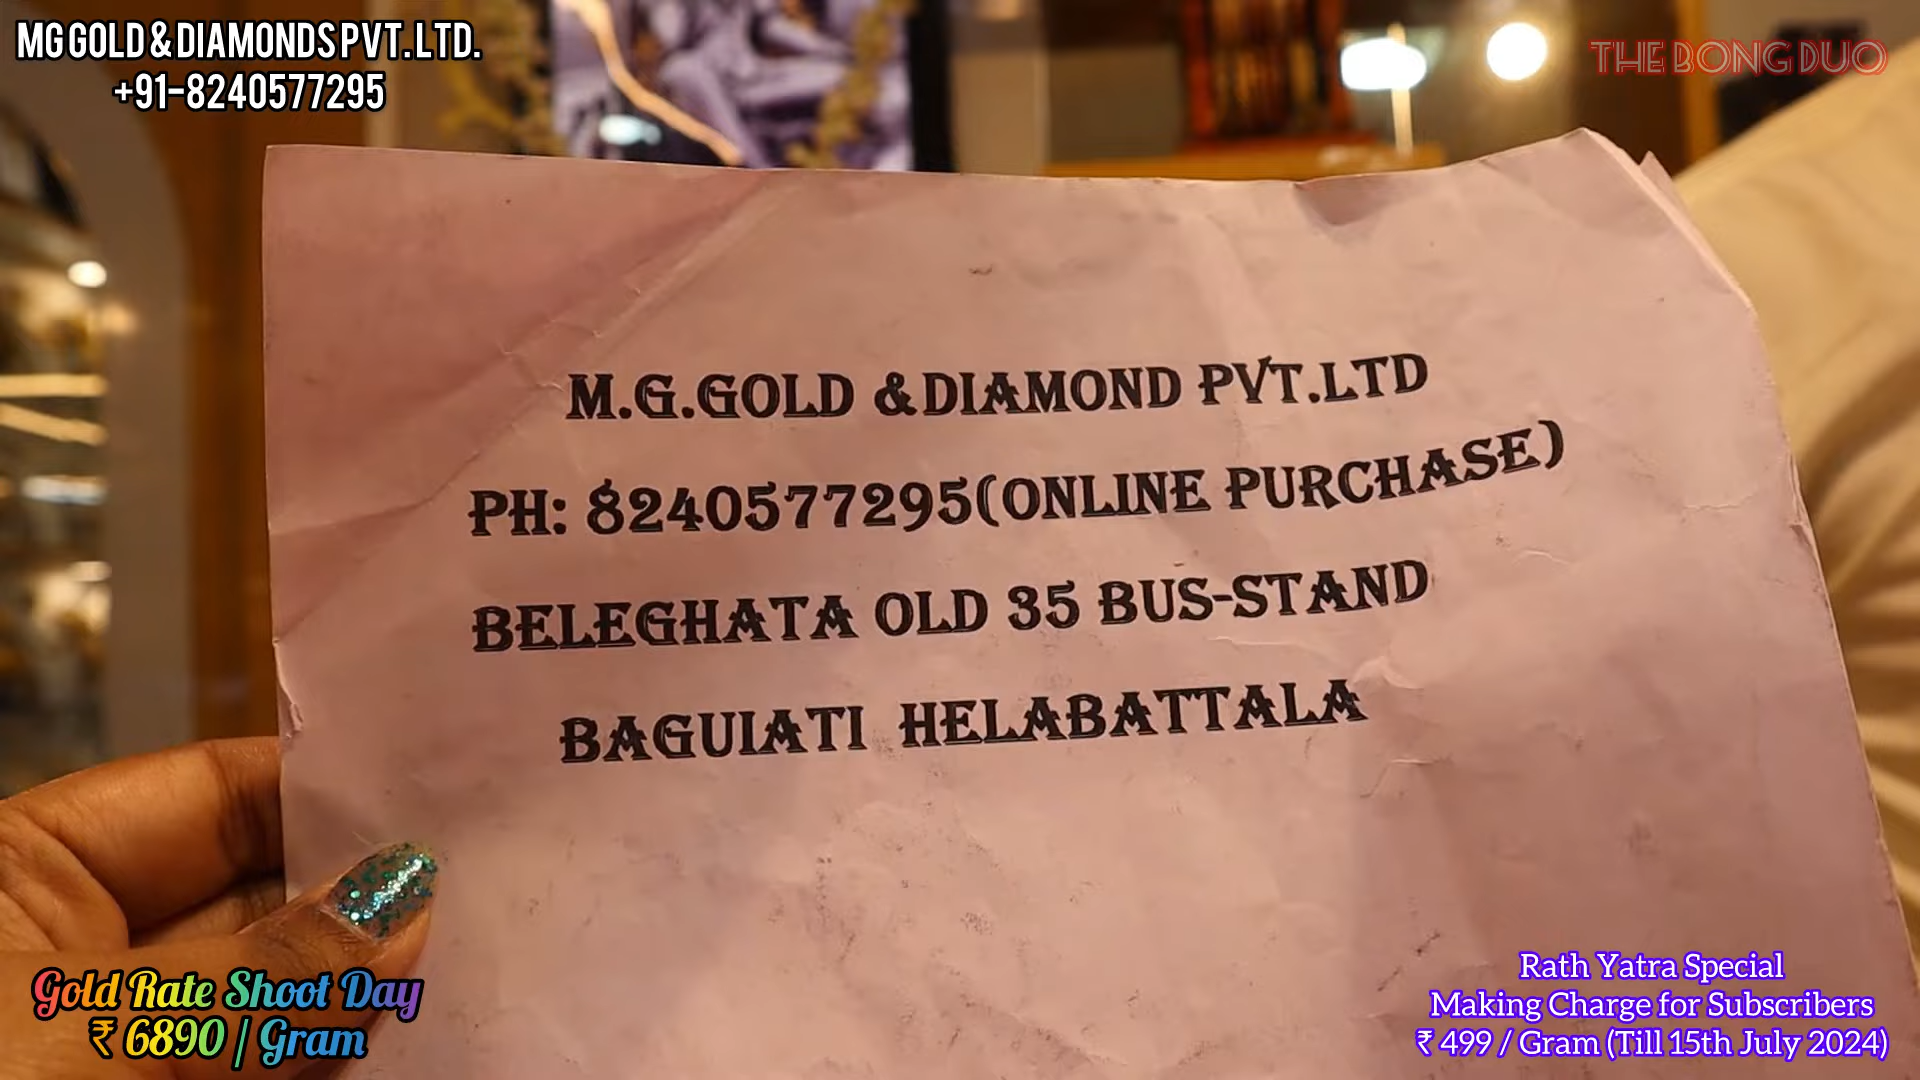 MG GOLD & DIAMONDS PVT. LTD.
+91-8240577295
THE BONG DUO
M.G.GOLD &DIAMOND PVT.LTD
PH: 8240577295(ONLINE PURCHASE)
BELEGHATA OLD 35 BUS-STAND
BAGUIATI HELABATTALA
Gold Rate Shoot Day
₹ 6890 / Gram
Rath Yatra Special
Making Charge for Subscribers
₹ 499 / Gram (Till 15th July 2024)